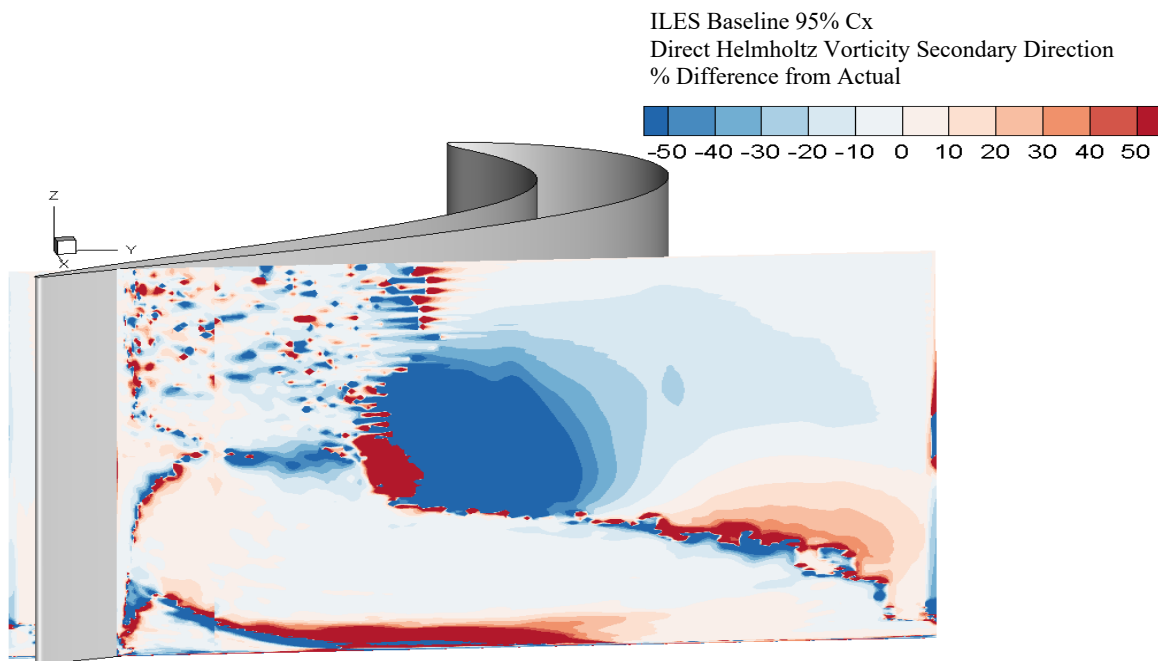 ILES Baseline 95% Cx
Direct Helmholtz Vorticity Secondary Direction
% Difference from Actual
-50 -40 -30 -20 -10 0 10 20 30 40 50
Z
Y
X